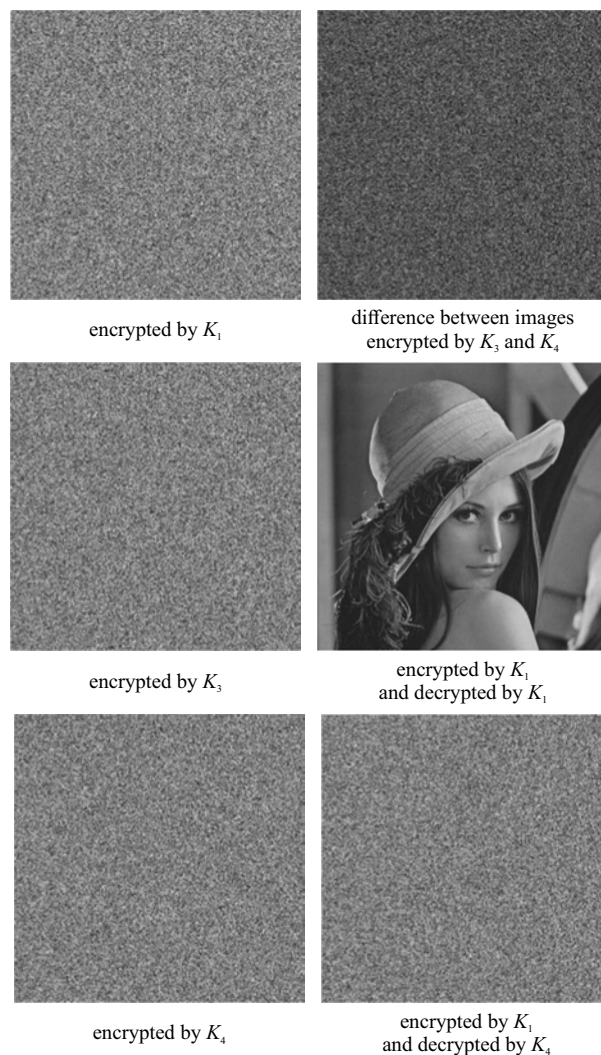 encrypted by K₁
difference between images
encrypted by K₃ and K₄
encrypted by K₃
encrypted by K₁
and decrypted by K₁
encrypted by K₄
encrypted by K₁
and decrypted by K₄